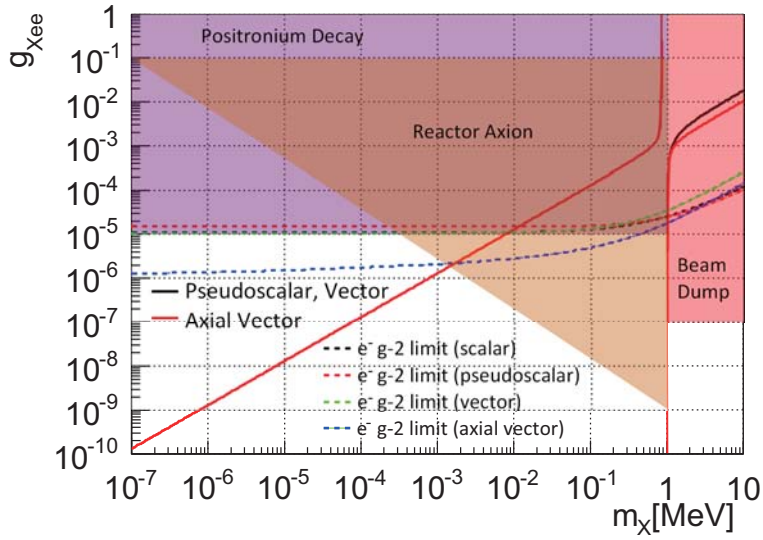 g_Xee
1
10^-1
10^-2
10^-3
10^-4
10^-5
10^-6
10^-7
10^-8
10^-9
10^-10
Positronium Decay
Reactor Axion
Beam
Dump
Pseudoscalar, Vector
Axial Vector
e^- g-2 limit (scalar)
e^- g-2 limit (pseudoscalar)
e^- g-2 limit (vector)
e^- g-2 limit (axial vector)
10^-7 10^-6 10^-5 10^-4 10^-3 10^-2 10^-1 1 10
m_X[MeV]